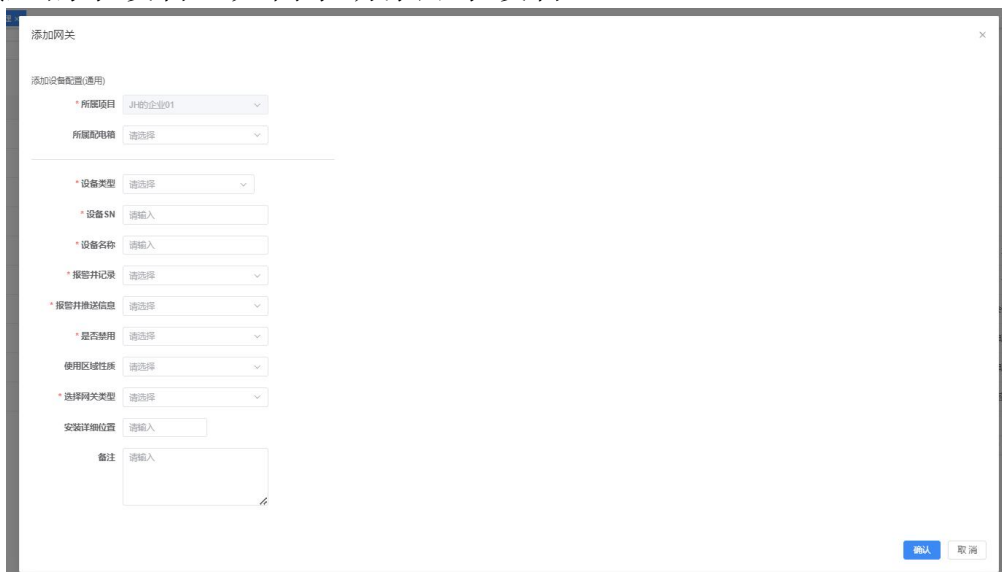 添加网关
添加设备配置(通用)
* 所属项目 JH的企业01
所属配电箱 请选择
* 设备类型 请选择
* 设备SN 请输入
* 设备名称 请输入
* 报警并记录 请选择
* 报警并推送信息 请选择
* 是否禁用 请选择
使用区域性质 请选择
* 选择网关类型 请选择
安装详细位置 请输入
备注 请输入
确认 取消